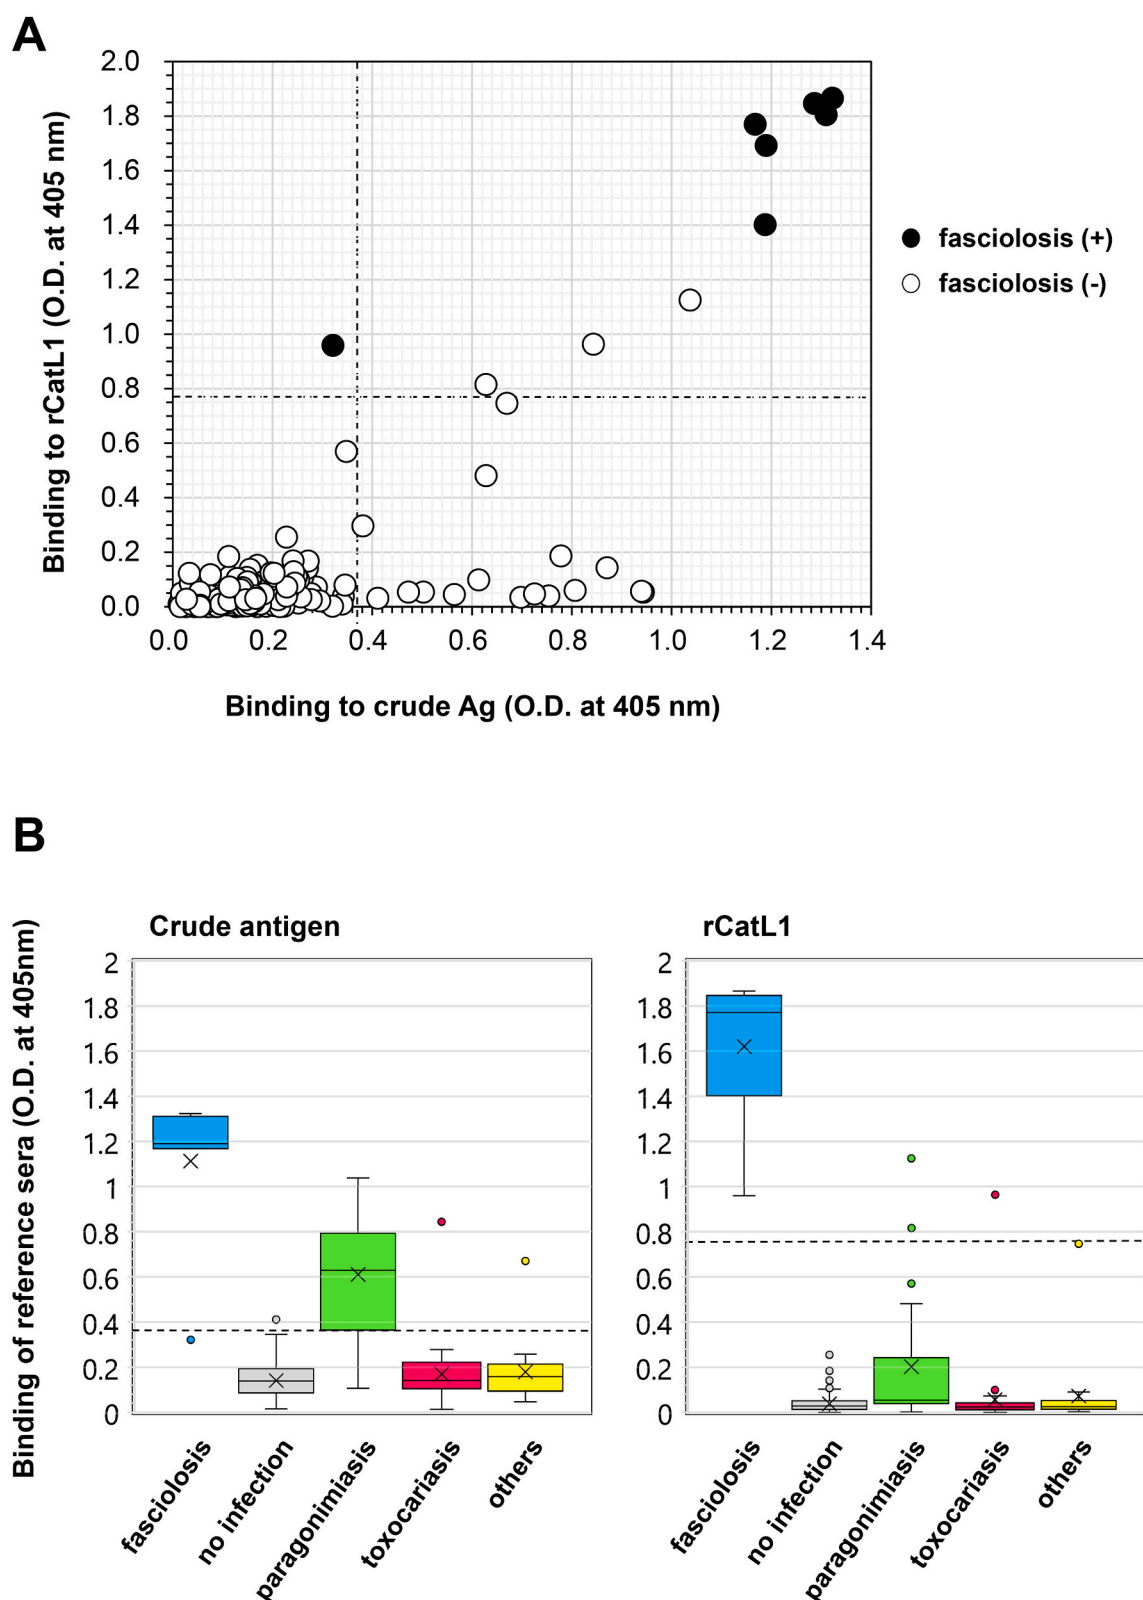 A
Binding to rCatL1 (O.D. at 405 nm)
2.0
1.8
1.6
1.4
1.2
1.0
0.8
0.6
0.4
0.2
0.0
0.0 0.2 0.4 0.6 0.8 1.0 1.2 1.4
Binding to crude Ag (O.D. at 405 nm)
fasciolosis (+)
fasciolosis (-)
B
Binding of reference sera (O.D. at 405nm)
Crude antigen
2
1.8
1.6
1.4
1.2
1
0.8
0.6
0.4
0.2
0
fasciolosis
no infection
paragonimiasis
toxocariasis
others
rCatL1
2
1.8
1.6
1.4
1.2
1
0.8
0.6
0.4
0.2
0
fasciolosis
no infection
paragonimiasis
toxocariasis
others